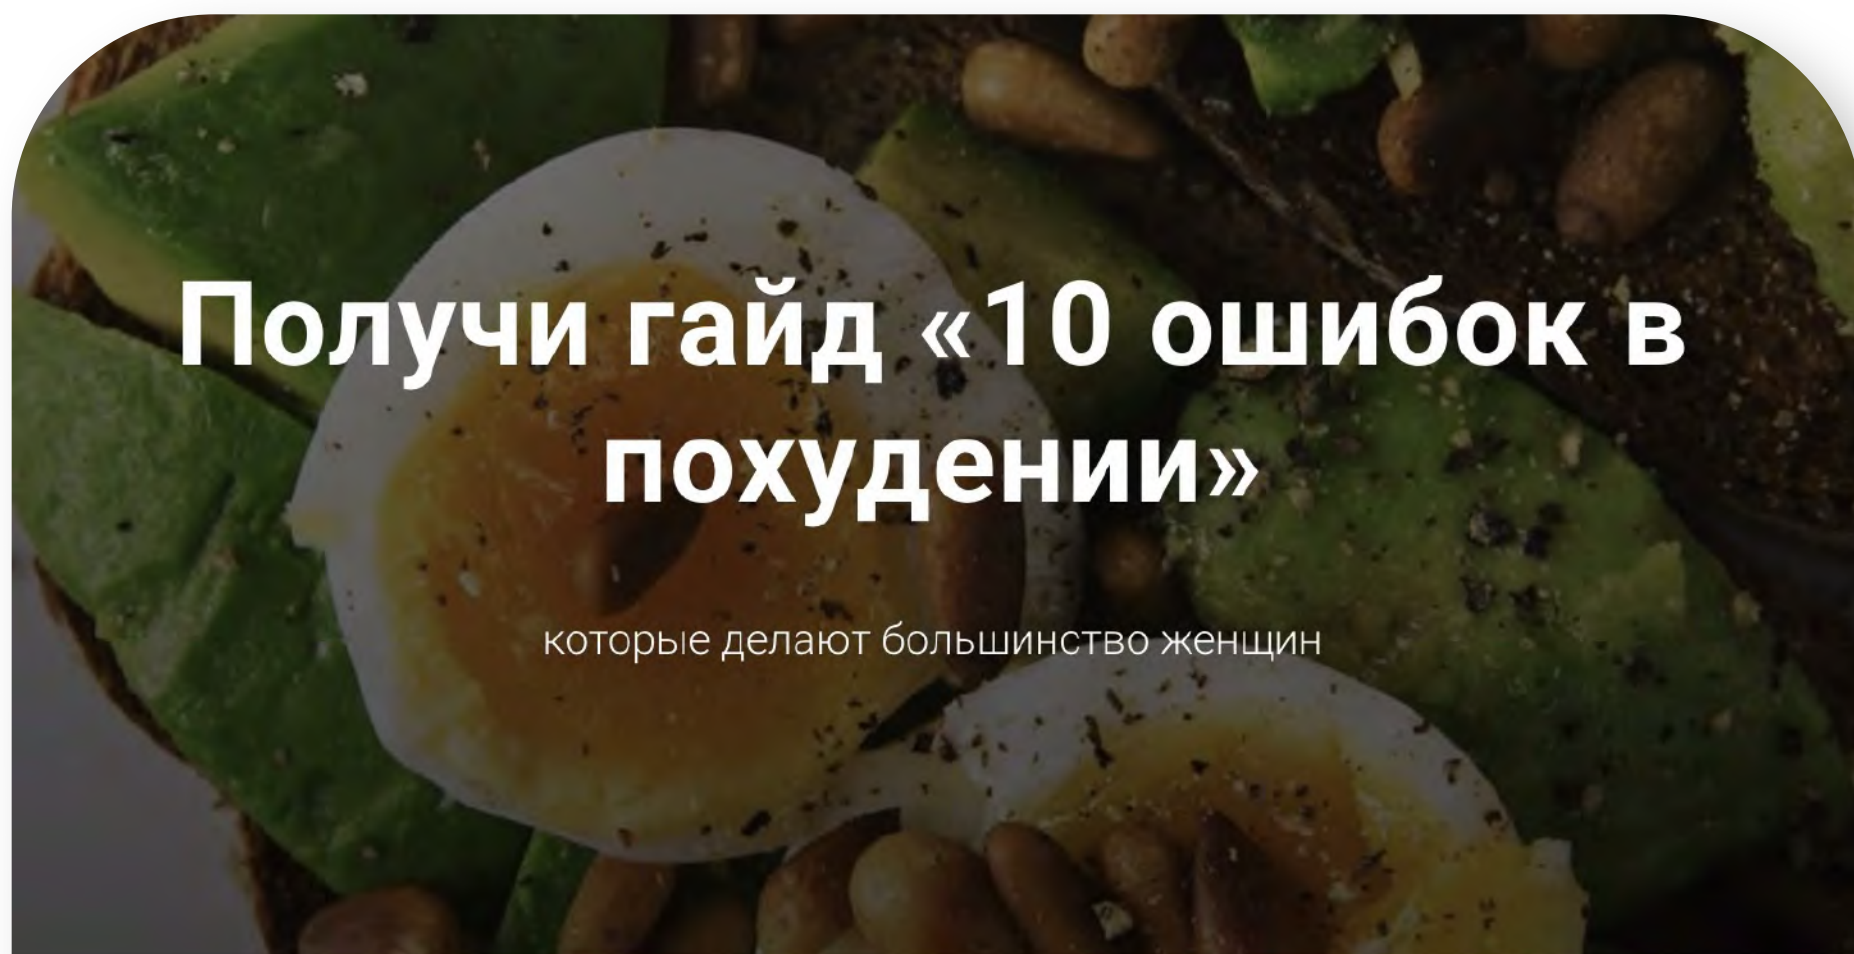 Получи гайд «10 ошибок в
похудении»
которые делают большинство женщин